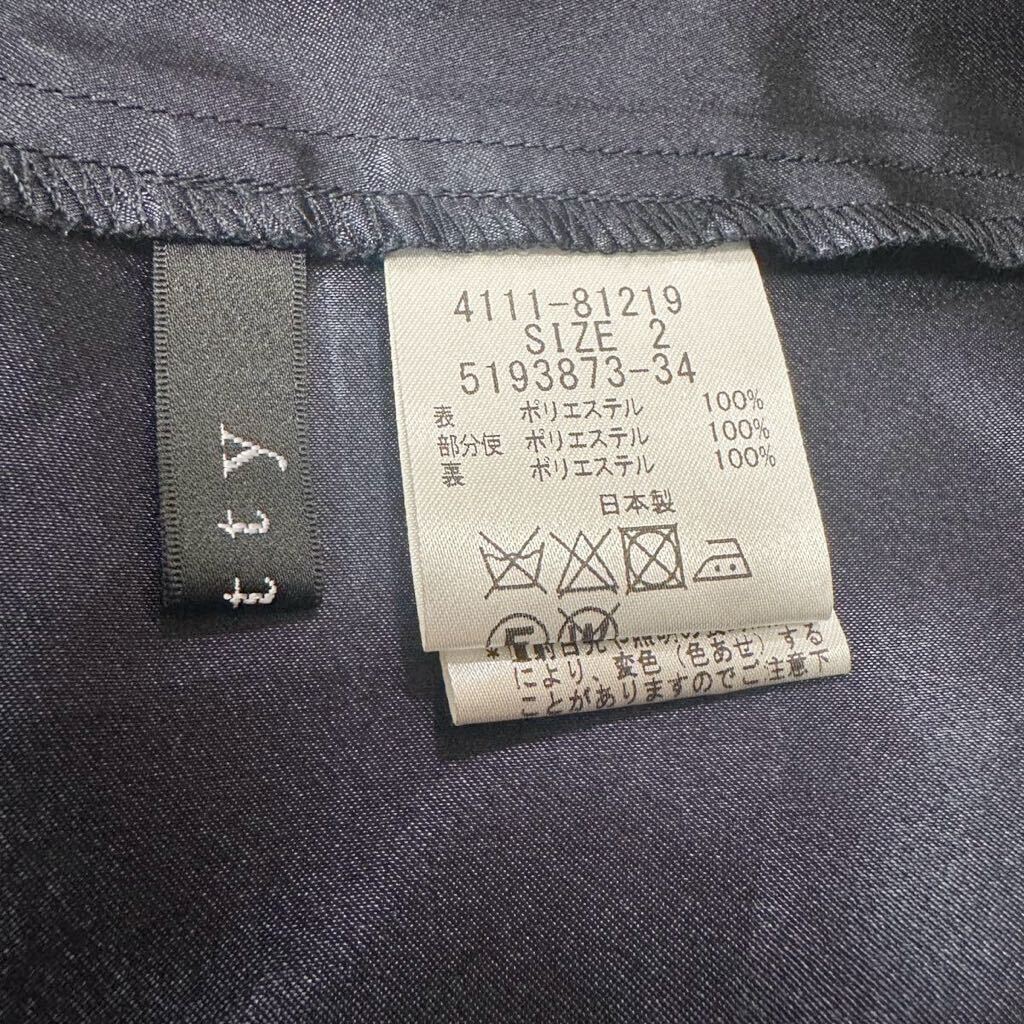 t t y
4111-81219
SIZE 2
5193873-34
表 ポリエステル 100%
部分使 ポリエステル 100%
裏 ポリエステル 100%
日本製
により、変色(色あせ)する
ことがありますのでご注意下